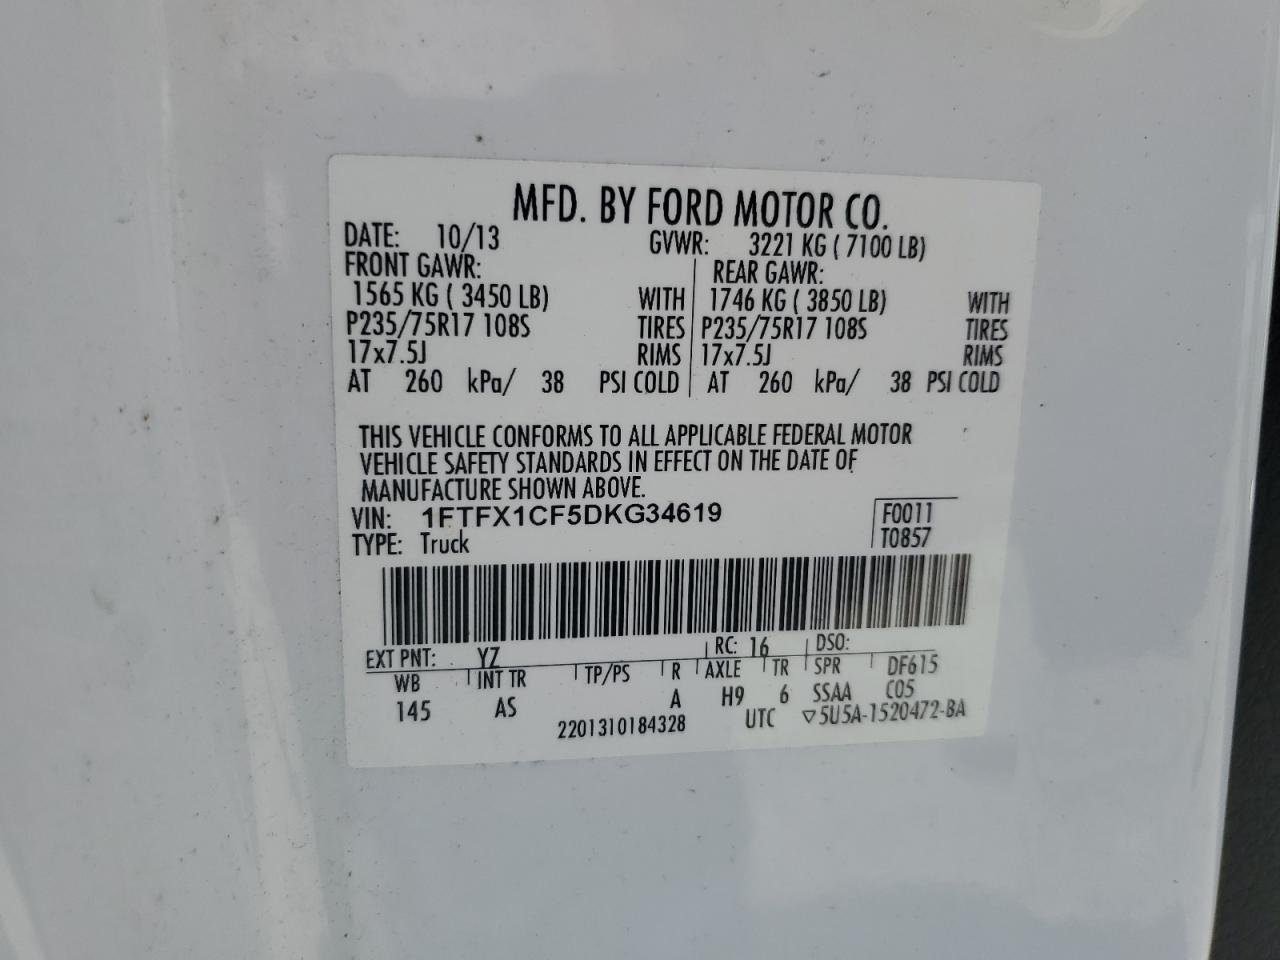 MFD. BY FORD MOTOR CO.
DATE: 10/13 GVWR: 3221 KG ( 7100 LB)
FRONT GAWR: REAR GAWR:
1565 KG ( 3450 LB) WITH 1746 KG ( 3850 LB) WITH
P235/75R17 108S TIRES P235/75R17 108S TIRES
17x7.5J RIMS 17x7.5J RIMS
AT 260 kPa/ 38 PSI COLD AT 260 kPa/ 38 PSI COLD
THIS VEHICLE CONFORMS TO ALL APPLICABLE FEDERAL MOTOR
VEHICLE SAFETY STANDARDS IN EFFECT ON THE DATE OF
MANUFACTURE SHOWN ABOVE.
VIN: 1FTFX1CF5DKG34619 F0011
TYPE: Truck T0857
EXT PNT: YZ RC: 16 DSO:
WB INT TR TP/PS R AXLE TR SPR DF615
145 AS A H9 6 SSAA C05
2201310184328 UTC ▽5U5A-1520472-BA